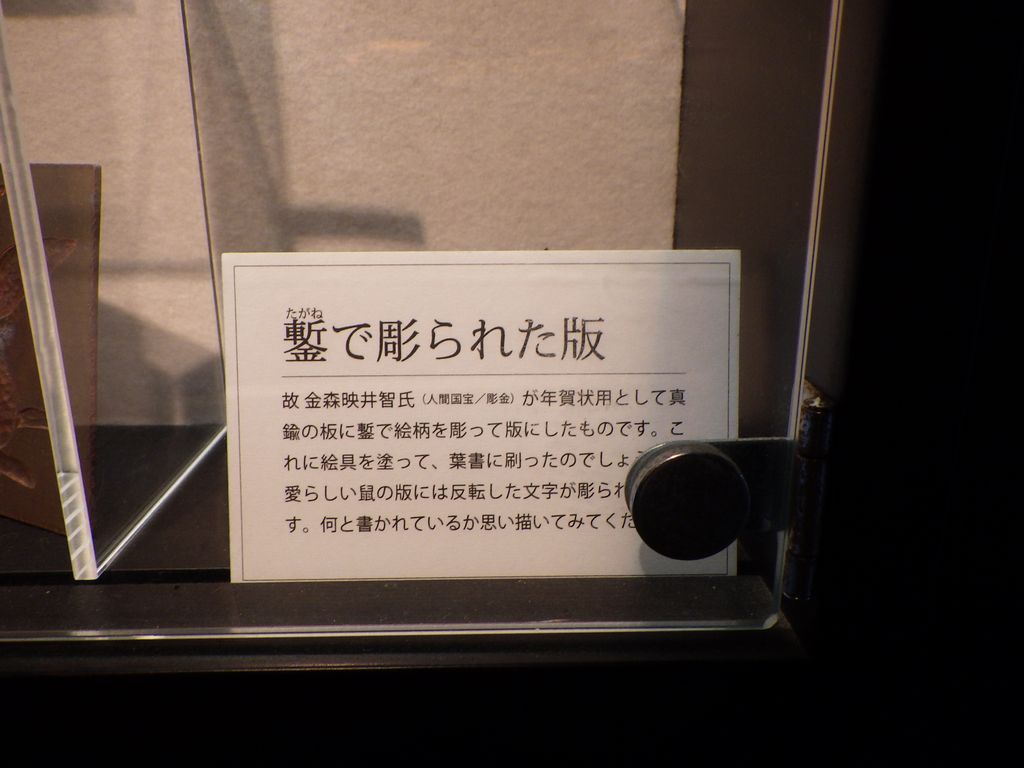 たがね
鏨で彫られた版
故 金森映井智氏（人間国宝／彫金）が年賀状用として真
鍮の板に鏨で絵柄を彫って版にしたものです。こ
れに絵具を塗って、葉書に刷ったのでしょ
愛らしい鼠の版には反転した文字が彫られ
す。何と書かれているか思い描いてみてくだ